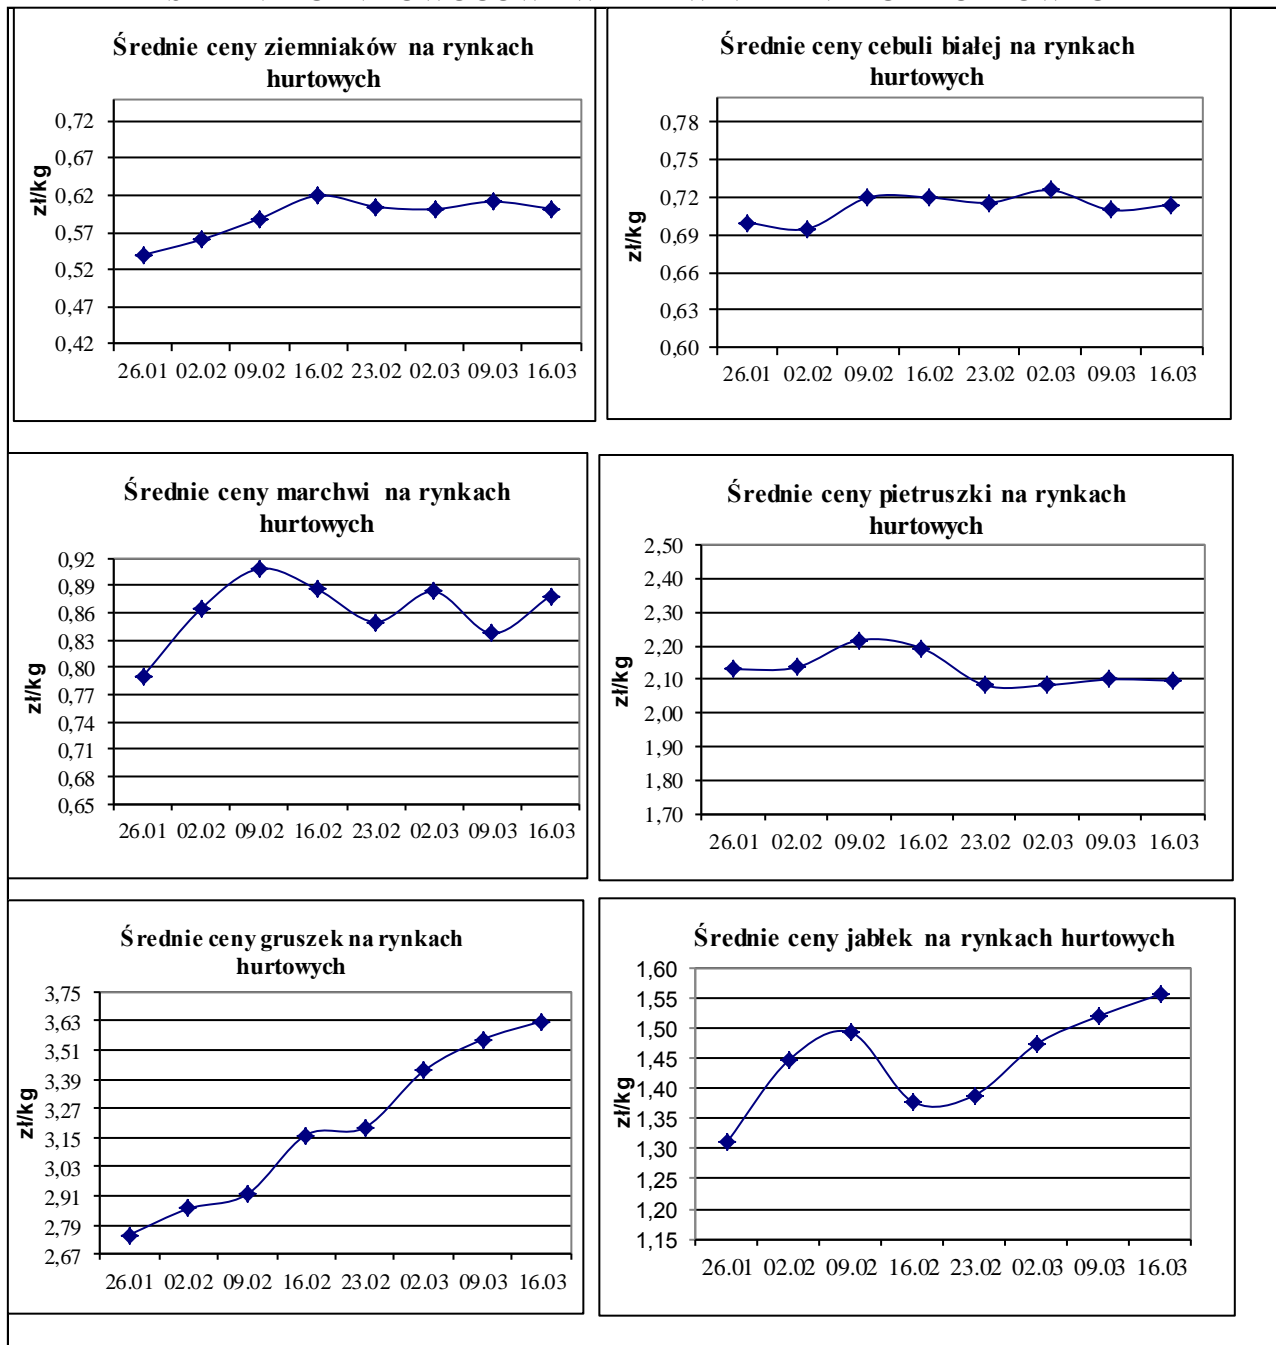 Średnie ceny ziemniaków na rynkach
hurtowych
zł/kg
0,72
0,67
0,62
0,57
0,52
0,47
0,42
26.01 02.02 09.02 16.02 23.02 02.03 09.03 16.03
Średnie ceny cebuli białej na rynkach
hurtowych
zł/kg
0,78
0,75
0,72
0,69
0,66
0,63
0,60
26.01 02.02 09.02 16.02 23.02 02.03 09.03 16.03
Średnie ceny marchwi na rynkach
hurtowych
zł/kg
0,92
0,89
0,86
0,83
0,80
0,77
0,74
0,71
0,68
0,65
26.01 02.02 09.02 16.02 23.02 02.03 09.03 16.03
Średnie ceny pietruszki na rynkach
hurtowych
zł/kg
2,50
2,40
2,30
2,20
2,10
2,00
1,90
1,80
1,70
26.01 02.02 09.02 16.02 23.02 02.03 09.03 16.03
Średnie ceny gruszek na rynkach
hurtowych
zł/kg
3,75
3,63
3,51
3,39
3,27
3,15
3,03
2,91
2,79
2,67
26.01 02.02 09.02 16.02 23.02 02.03 09.03 16.03
Średnie ceny jabłek na rynkach hurtowych
zł/kg
1,60
1,55
1,50
1,45
1,40
1,35
1,30
1,25
1,20
1,15
26.01 02.02 09.02 16.02 23.02 02.03 09.03 16.03